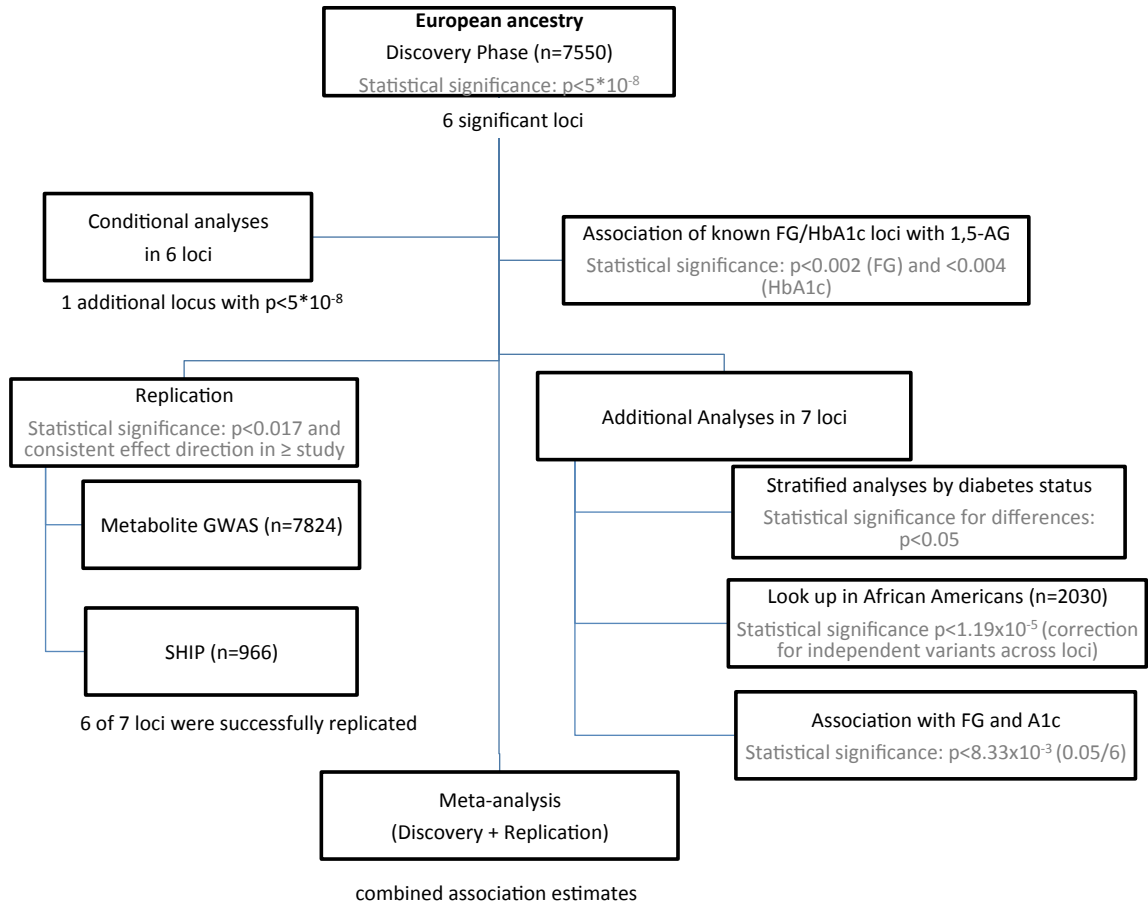 European ancestry
Discovery Phase (n=7550)
Statistical significance: p<5*10⁻⁸
6 significant loci
Conditional analyses
in 6 loci
1 additional locus with p<5*10⁻⁸
Association of known FG/HbA1c loci with 1,5-AG
Statistical significance: p<0.002 (FG) and <0.004
(HbA1c)
Replication
Statistical significance: p<0.017 and
consistent effect direction in ≥ study
Metabolite GWAS (n=7824)
SHIP (n=966)
6 of 7 loci were successfully replicated
Additional Analyses in 7 loci
Stratified analyses by diabetes status
Statistical significance for differences:
p<0.05
Look up in African Americans (n=2030)
Statistical significance p<1.19x10⁻⁵ (correction
for independent variants across loci)
Association with FG and A1c
Statistical significance: p<8.33x10⁻³ (0.05/6)
Meta-analysis
(Discovery + Replication)
combined association estimates